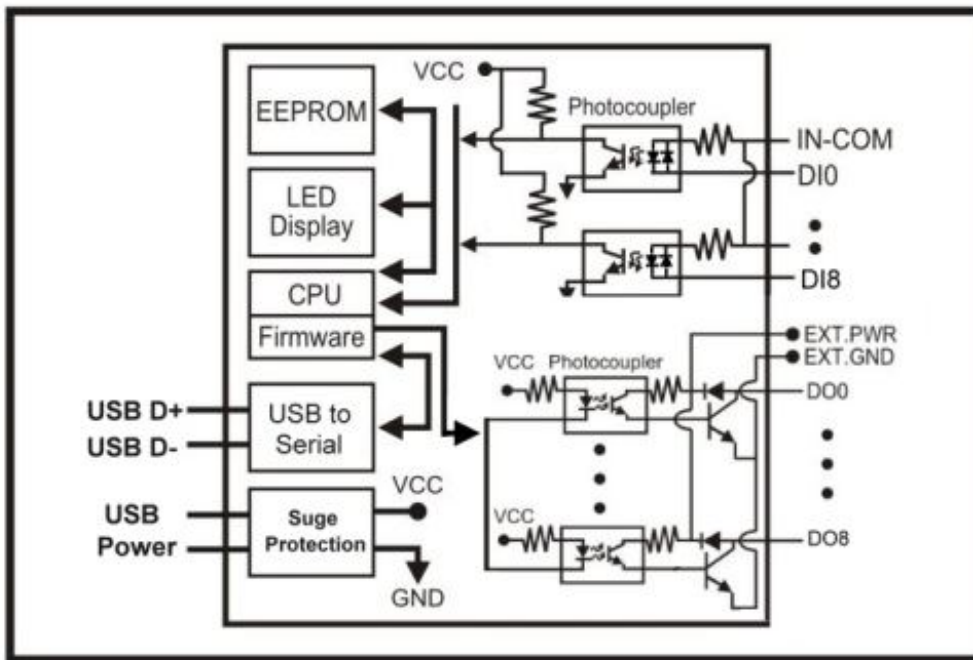 EEPROM
LED
Display
CPU
Firmware
USB to
Serial
Suge
Protection
USB D+
USB D-
USB
Power
VCC
GND
VCC
Photocoupler
IN-COM
DI0
DI8
EXT.PWR
EXT.GND
VCC
Photocoupler
DO0
VCC
DO8